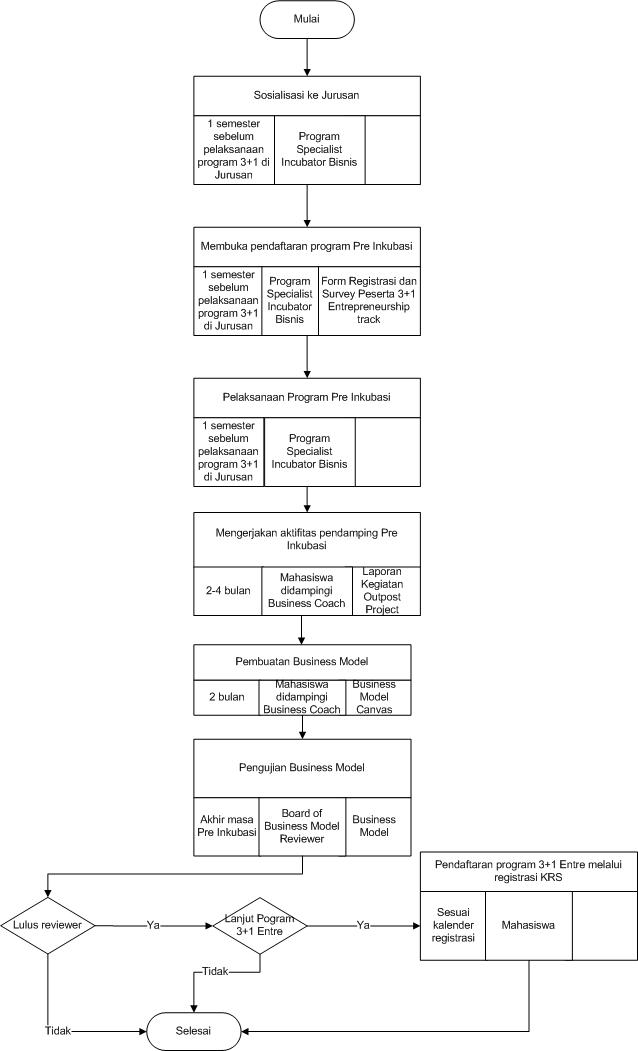 Mulai
Sosialisasi ke Jurusan
1 semester
sebelum
pelaksanaan
program 3+1 di
Jurusan
Program
Specialist
Incubator Bisnis
Membuka pendaftaran program Pre Inkubasi
1 semester
sebelum
pelaksanaan
program 3+1
di Jurusan
Program
Specialist
Incubator
Bisnis
Form Registrasi dan
Survey Peserta 3+1
Entrepreneurship
track
Pelaksanaan Program Pre Inkubasi
1 semester
sebelum
pelaksanaan
program 3+1
di Jurusan
Program
Specialist
Incubator Bisnis
Mengerjakan aktifitas pendamping Pre
Inkubasi
2-4 bulan
Mahasiswa
didampingi
Business Coach
Laporan
Kegiatan
Outpost
Project
Pembuatan Business Model
2 bulan
Mahasiswa
didampingi
Business Coach
Business
Model
Canvas
Pengujian Business Model
Akhir masa
Pre Inkubasi
Board of
Business Model
Reviewer
Business
Model
Pendaftaran program 3+1 Entre melalui
registrasi KRS
Sesuai
kalender
registrasi
Mahasiswa
Lulus reviewer
Ya
Lanjut Pogram
3+1 Entre
Ya
Tidak
Tidak
Selesai